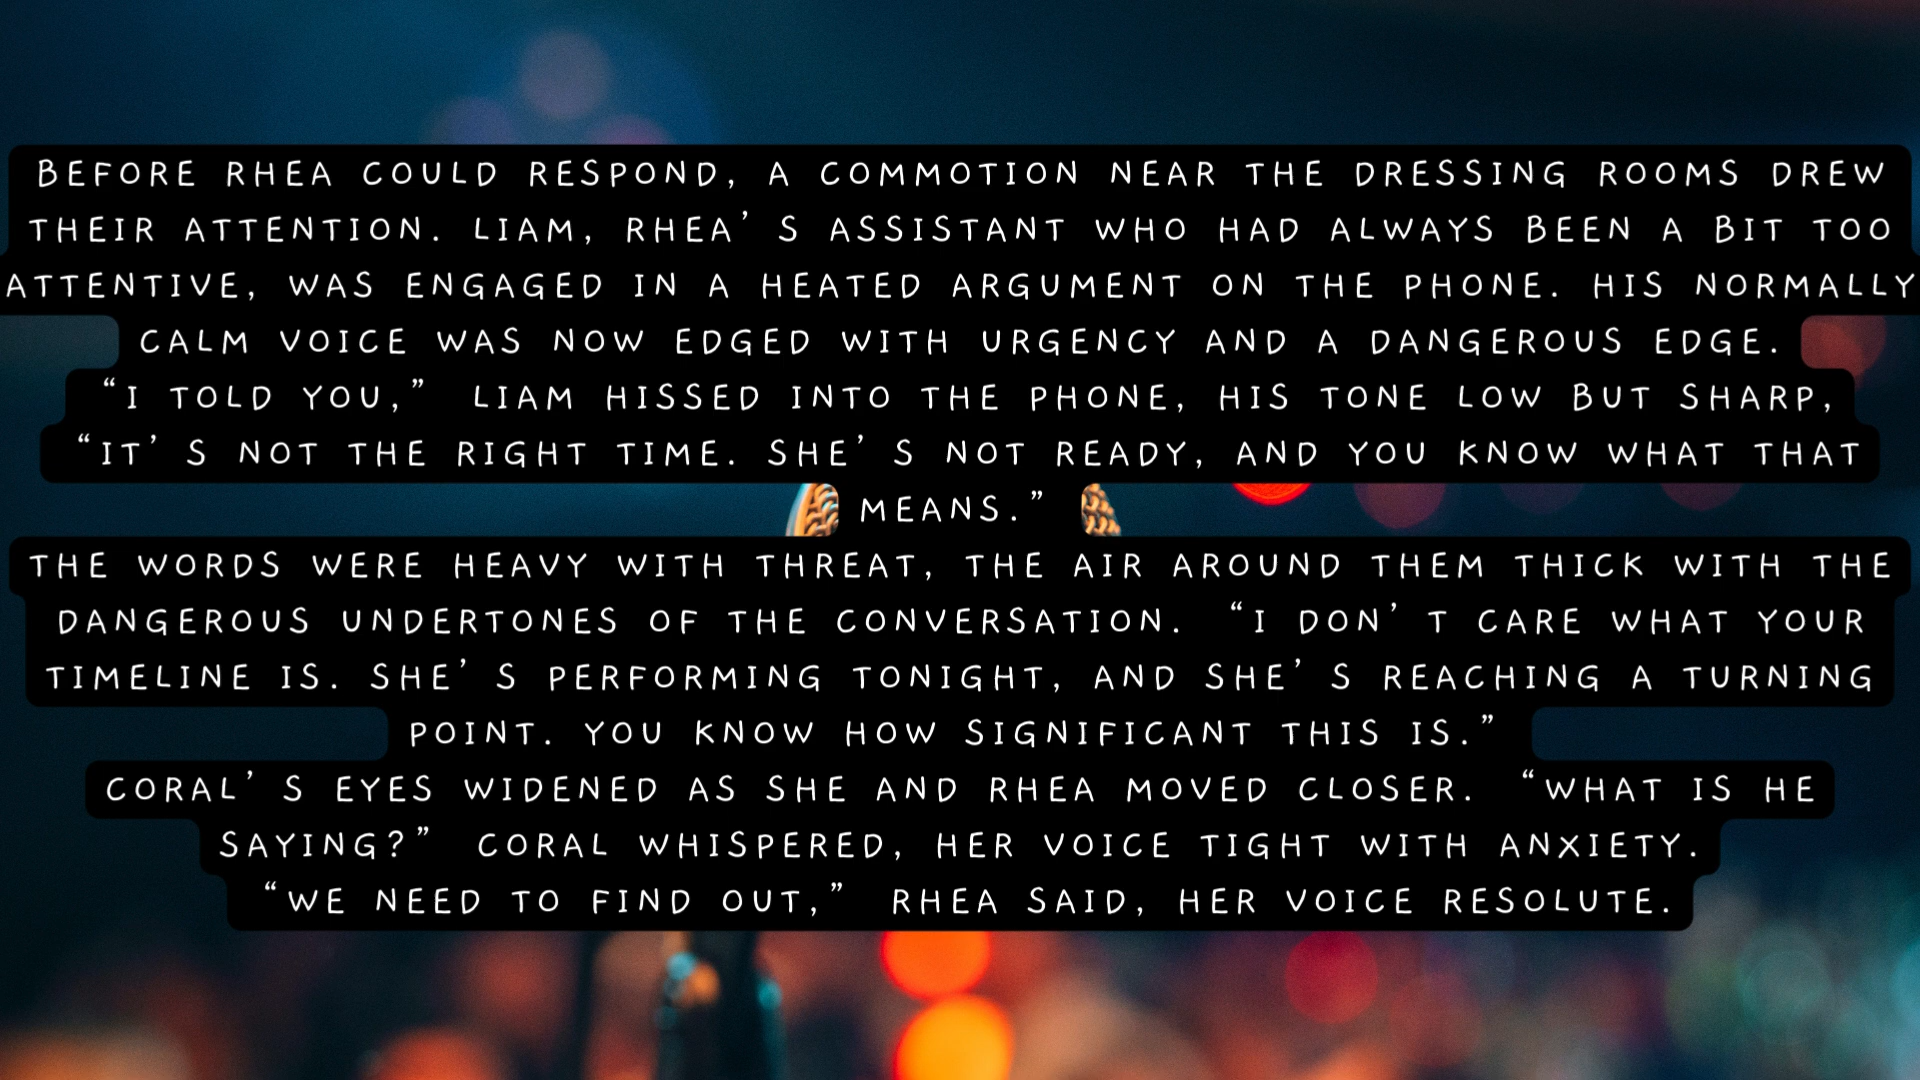 BEFORE RHEA COULD RESPOND, A COMMOTION NEAR THE DRESSING ROOMS DREW
THEIR ATTENTION. LIAM, RHEA’S ASSISTANT WHO HAD ALWAYS BEEN A BIT TOO
ATTENTIVE, WAS ENGAGED IN A HEATED ARGUMENT ON THE PHONE. HIS NORMALLY
CALM VOICE WAS NOW EDGED WITH URGENCY AND A DANGEROUS EDGE.
“I TOLD YOU,” LIAM HISSED INTO THE PHONE, HIS TONE LOW BUT SHARP,
“IT’S NOT THE RIGHT TIME. SHE’S NOT READY, AND YOU KNOW WHAT THAT
MEANS.”
THE WORDS WERE HEAVY WITH THREAT, THE AIR AROUND THEM THICK WITH THE
DANGEROUS UNDERTONES OF THE CONVERSATION. “I DON’T CARE WHAT YOUR
TIMELINE IS. SHE’S PERFORMING TONIGHT, AND SHE’S REACHING A TURNING
POINT. YOU KNOW HOW SIGNIFICANT THIS IS.”
CORAL’S EYES WIDENED AS SHE AND RHEA MOVED CLOSER. “WHAT IS HE
SAYING?” CORAL WHISPERED, HER VOICE TIGHT WITH ANXIETY.
“WE NEED TO FIND OUT,” RHEA SAID, HER VOICE RESOLUTE.